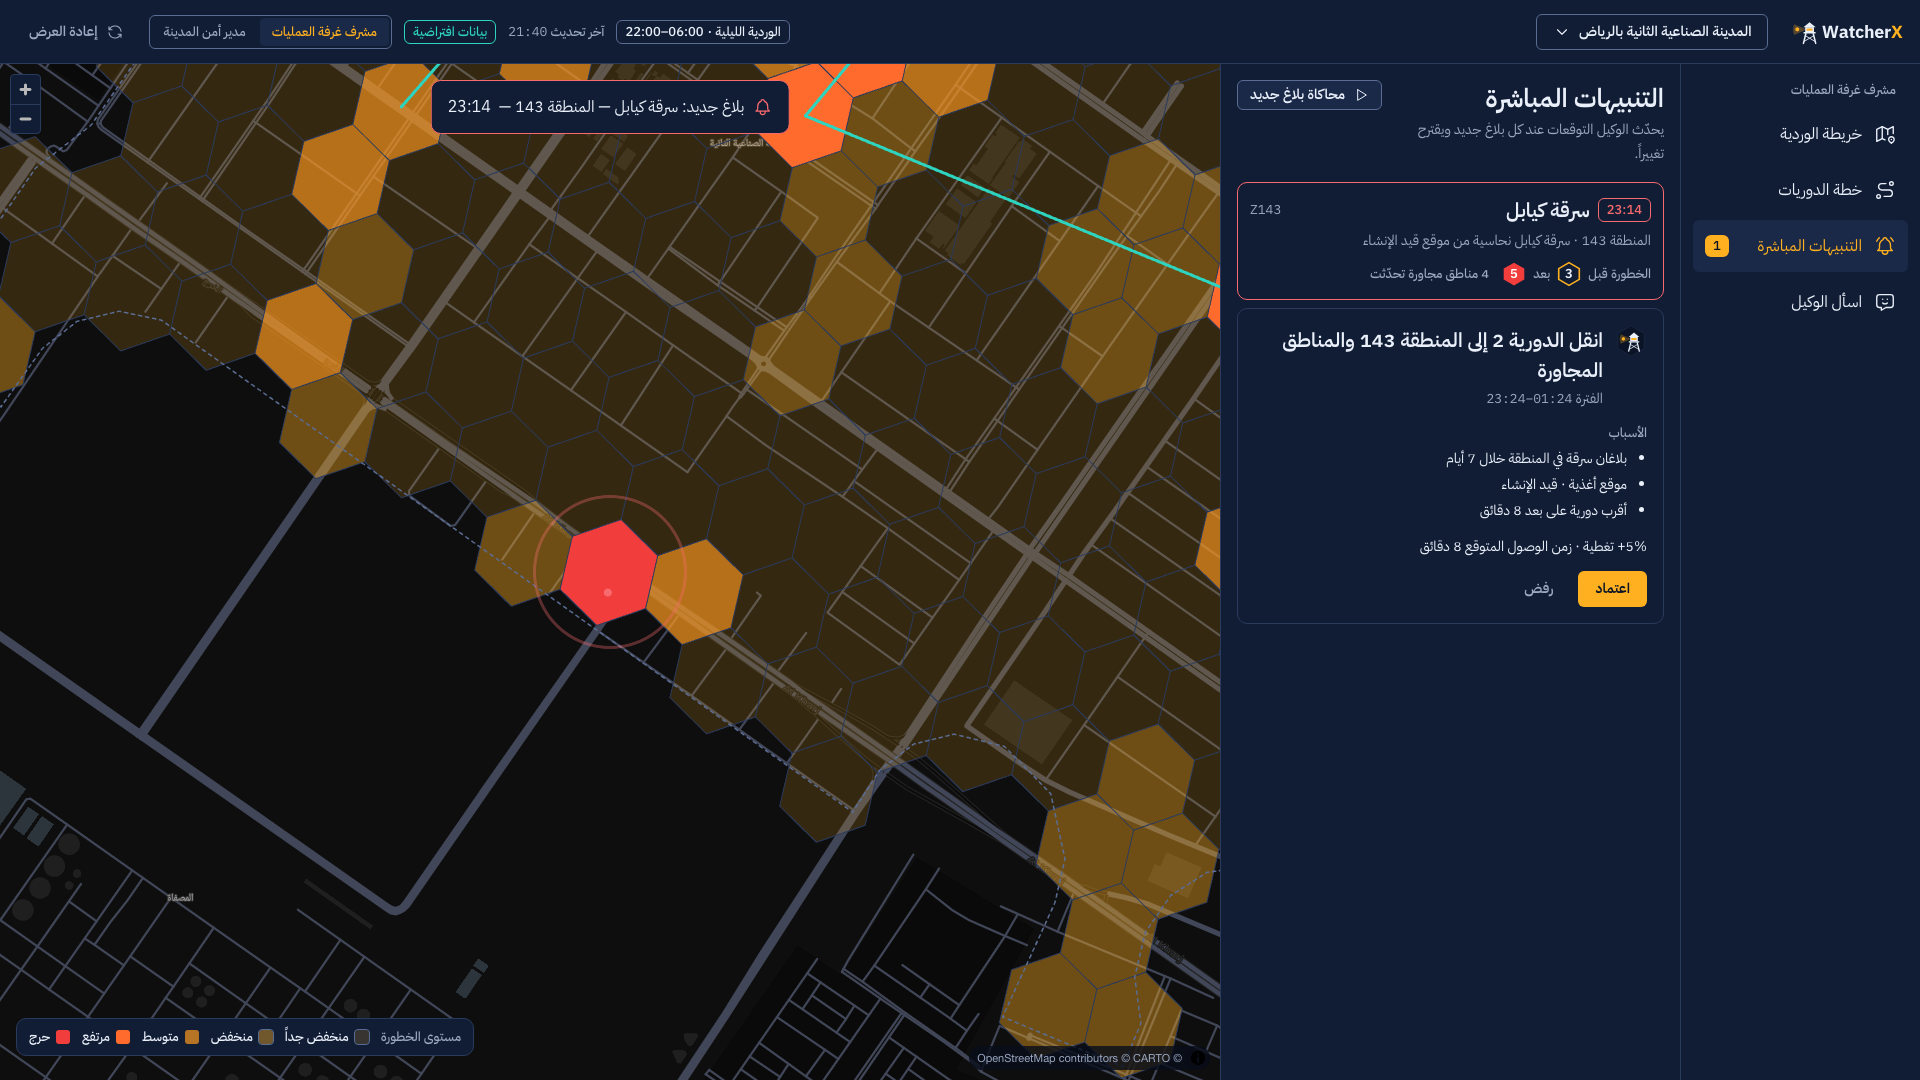 WatcherX
المدينة الصناعية الثانية بالرياض
الوردية الليلية · 22:00–06:00
آخر تحديث 21:40
بيانات افتراضية
مشرف غرفة العمليات
مدير أمن المدينة
إعادة العرض
مشرف غرفة العمليات
خريطة الوردية
خطة الدوريات
التنبيهات المباشرة
1
اسأل الوكيل
التنبيهات المباشرة
محاكاة بلاغ جديد
يحدّث الوكيل التوقعات عند كل بلاغ جديد ويقترح
تغييراً.
23:14 سرقة كيابل
Z143
المنطقة 143 · سرقة كيابل نحاسية من موقع قيد الإنشاء
الخطورة قبل 3 بعد 5 4 مناطق مجاورة تحدّثت
انقل الدورية 2 إلى المنطقة 143 والمناطق
المجاورة
الفترة 23:24–01:24
الأسباب
بلاغان سرقة في المنطقة خلال 7 أيام
موقع أغذية · قيد الإنشاء
أقرب دورية على بعد 8 دقائق
+5% تغطية · زمن الوصول المتوقع 8 دقائق
اعتماد
رفض
+
−
بلاغ جديد: سرقة كيابل — المنطقة 143 — 23:14
المصفاة
مستوى الخطورة
منخفض جداً
منخفض
متوسط
مرتفع
حرج
OpenStreetMap contributors © CARTO ©